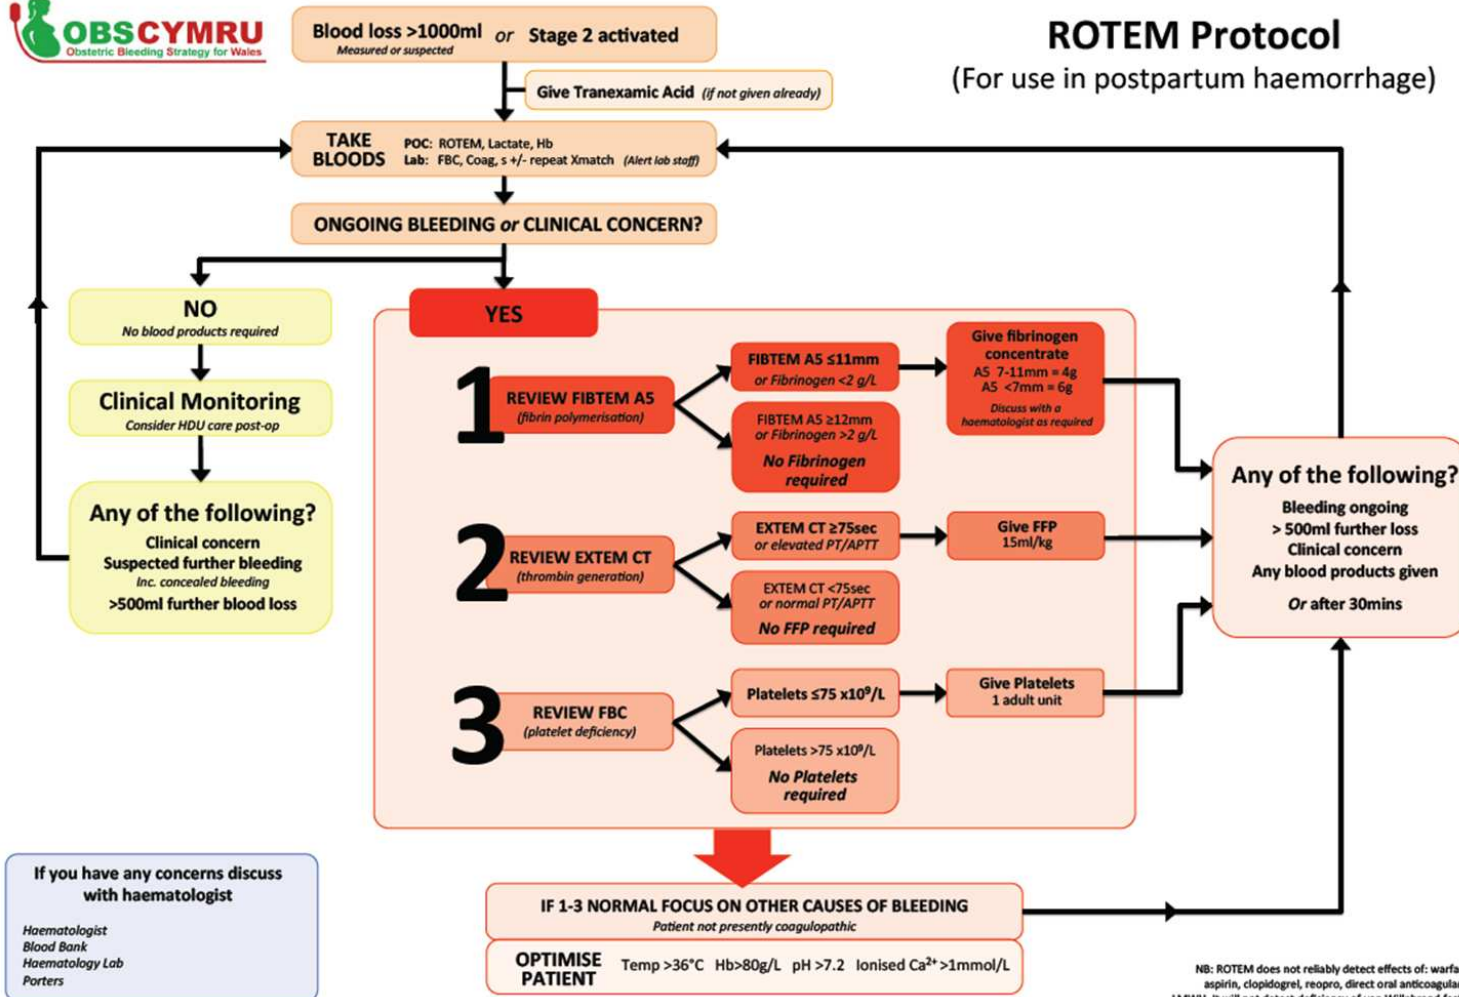 OBSCYMRU
Obstetric Bleeding Strategy for Wales
ROTEM Protocol
(For use in postpartum haemorrhage)
Blood loss >1000ml or Stage 2 activated
Measured or suspected
Give Tranexamic Acid (if not given already)
TAKE BLOODS
POC: ROTEM, Lactate, Hb
Lab: FBC, Coag, s +/- repeat Xmatch (Alert lab staff)
ONGOING BLEEDING or CLINICAL CONCERN?
NO
No blood products required
Clinical Monitoring
Consider HDU care post-op
Any of the following?
Clinical concern
Suspected further bleeding
Inc. concealed bleeding
>500ml further blood loss
YES
1
REVIEW FIBTEM A5
(fibrin polymerisation)
FIBTEM A5 ≤11mm
or Fibrinogen <2 g/L
Give fibrinogen
concentrate
A5 7-11mm = 4g
A5 <7mm = 6g
Discuss with a
haematologist as required
FIBTEM A5 ≥12mm
or Fibrinogen >2 g/L
No Fibrinogen
required
2
REVIEW EXTEM CT
(thrombin generation)
EXTEM CT ≥75sec
or elevated PT/APTT
Give FFP
15ml/kg
EXTEM CT <75sec
or normal PT/APTT
No FFP required
3
REVIEW FBC
(platelet deficiency)
Platelets ≤75 x10⁹/L
Give Platelets
1 adult unit
Platelets >75 x10⁹/L
No Platelets
required
Any of the following?
Bleeding ongoing
> 500ml further loss
Clinical concern
Any blood products given
Or after 30mins
IF 1-3 NORMAL FOCUS ON OTHER CAUSES OF BLEEDING
Patient not presently coagulopathic
OPTIMISE
PATIENT
Temp >36°C Hb>80g/L pH >7.2 Ionised Ca²⁺ >1mmol/L
If you have any concerns discuss
with haematologist
Haematologist
Blood Bank
Haematology Lab
Porters
NB: ROTEM does not reliably detect effects of:
aspirin, clopidogrel, reopro, direct oral